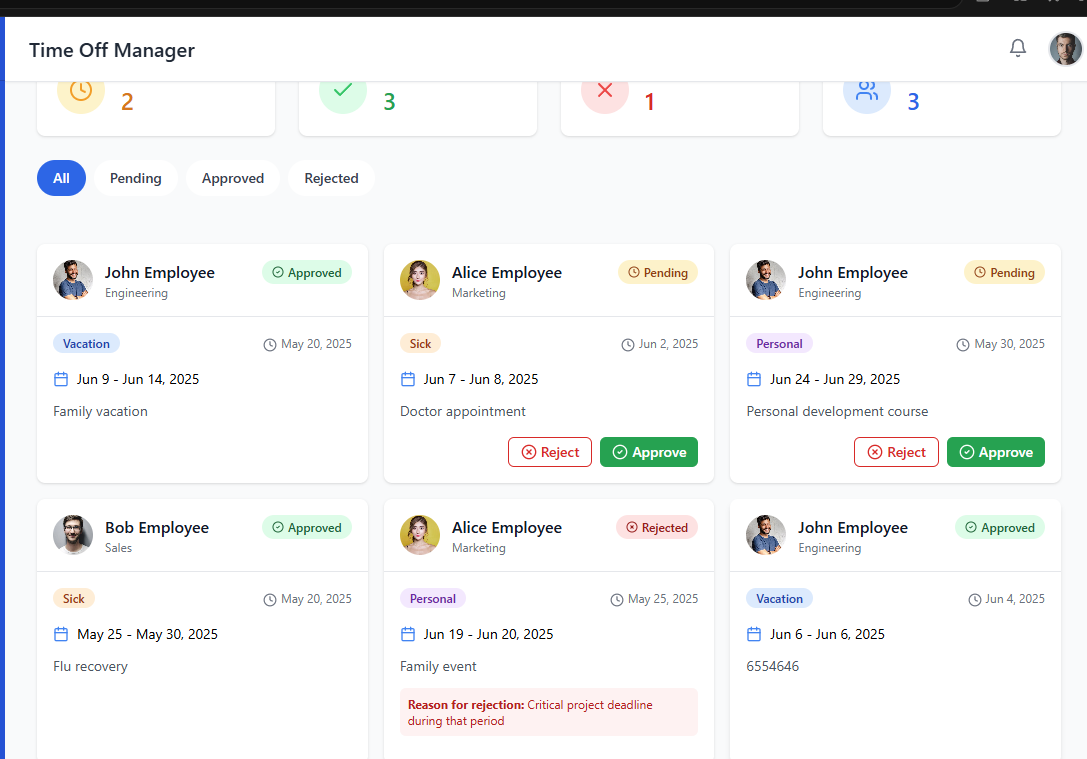 Time Off Manager
2
3
1
3
All
Pending
Approved
Rejected
John Employee
Approved
Engineering
Vacation
May 20, 2025
Jun 9 - Jun 14, 2025
Family vacation
Alice Employee
Pending
Marketing
Sick
Jun 2, 2025
Jun 7 - Jun 8, 2025
Doctor appointment
Reject
Approve
John Employee
Pending
Engineering
Personal
May 30, 2025
Jun 24 - Jun 29, 2025
Personal development course
Reject
Approve
Bob Employee
Approved
Sales
Sick
May 20, 2025
May 25 - May 30, 2025
Flu recovery
Alice Employee
Rejected
Marketing
Personal
May 25, 2025
Jun 19 - Jun 20, 2025
Family event
Reason for rejection: Critical project deadline
during that period
John Employee
Approved
Engineering
Vacation
Jun 4, 2025
Jun 6 - Jun 6, 2025
6554646